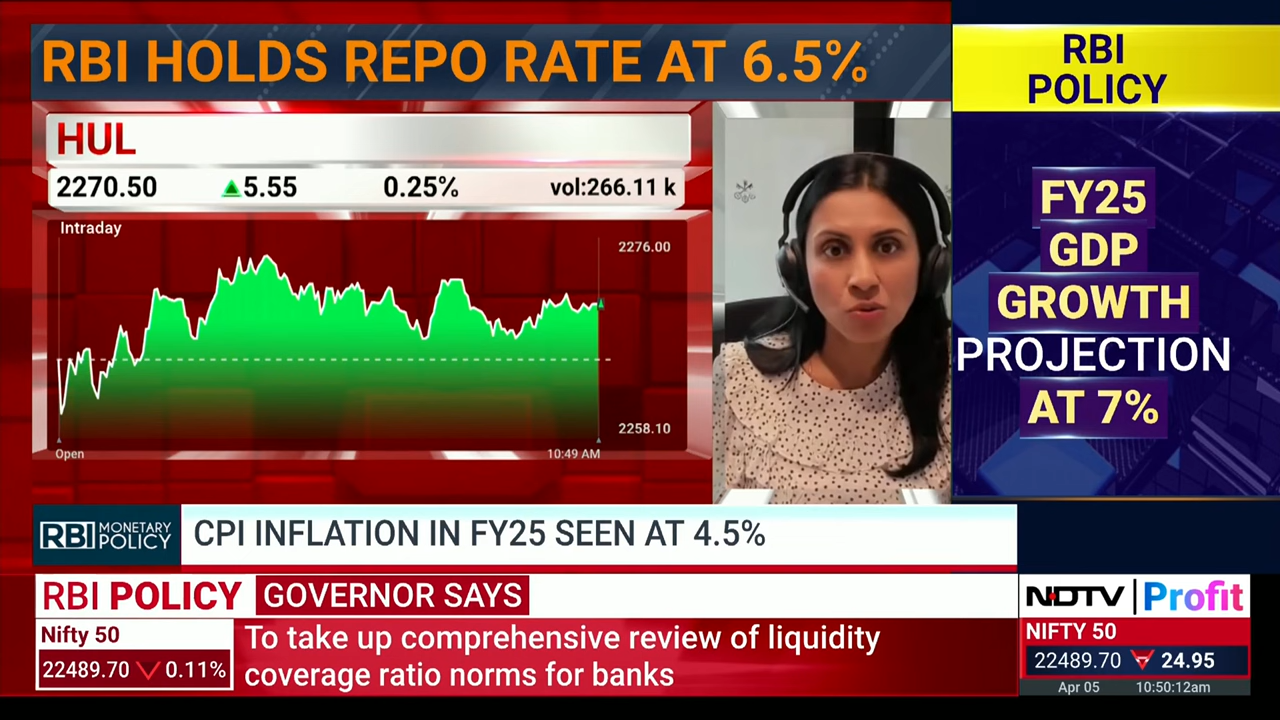 RBI HOLDS REPO RATE AT 6.5%
RBI
POLICY
HUL
2270.50 ▲5.55 0.25% vol:266.11 k
Intraday
2276.00
2258.10
Open 10:49 AM
FY25
GDP
GROWTH
PROJECTION
AT 7%
RBI MONETARY
POLICY
CPI INFLATION IN FY25 SEEN AT 4.5%
RBI POLICY GOVERNOR SAYS
Nifty 50
22489.70 0.11%
To take up comprehensive review of liquidity
coverage ratio norms for banks
NDTV Profit
NIFTY 50
22489.70 24.95
Apr 05 10:50:12am